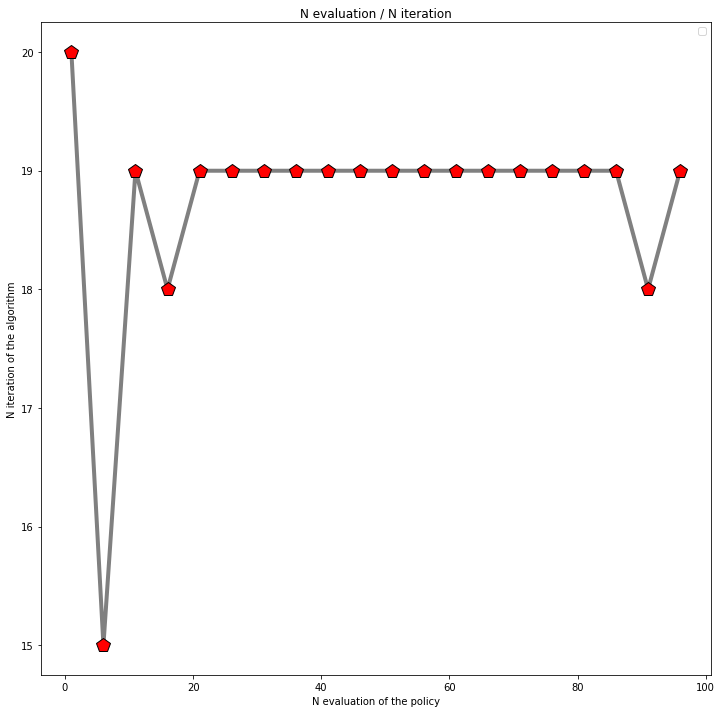 N evaluation / N iteration
20
19
18
17
16
15
N iteration of the algorithm
0 20 40 60 80 100
N evaluation of the policy